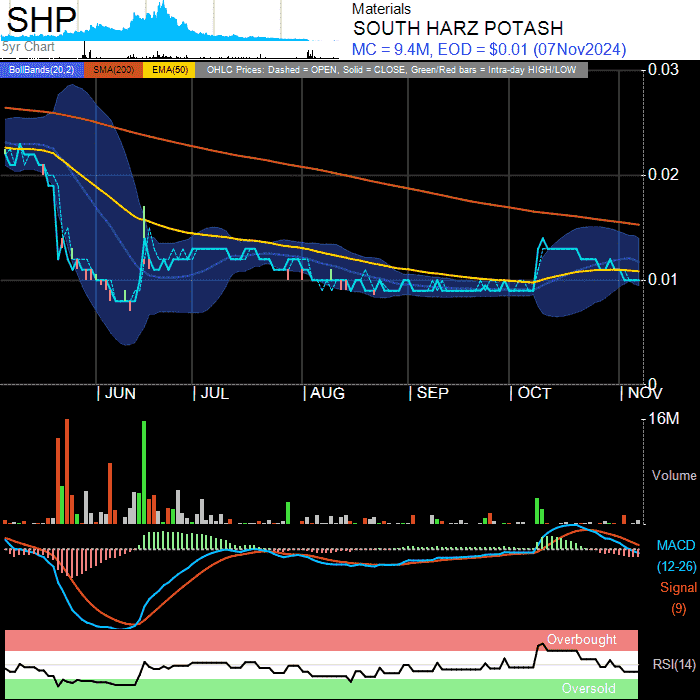 SHP
5yr Chart
Materials
SOUTH HARZ POTASH
MC = 9.4M, EOD = $0.01 (07Nov2024)
BollBands(20,2) SMA(200) EMA(50) OHLC Prices: Dashed = OPEN, Solid = CLOSE, Green/Red bars = Intra-day HIGH/LOW
0.03
0.02
0.01
0
JUN JUL AUG SEP OCT NOV
16M
Volume
MACD
(12-26)
Signal
(9)
Overbought
RSI(14)
Oversold